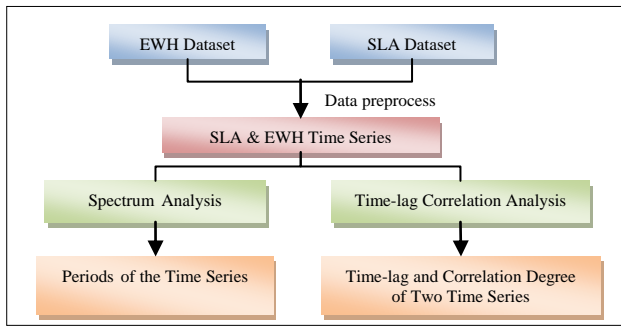 EWH Dataset
SLA Dataset
Data preprocess
SLA & EWH Time Series
Spectrum Analysis
Time-lag Correlation Analysis
Periods of the Time Series
Time-lag and Correlation Degree
of Two Time Series